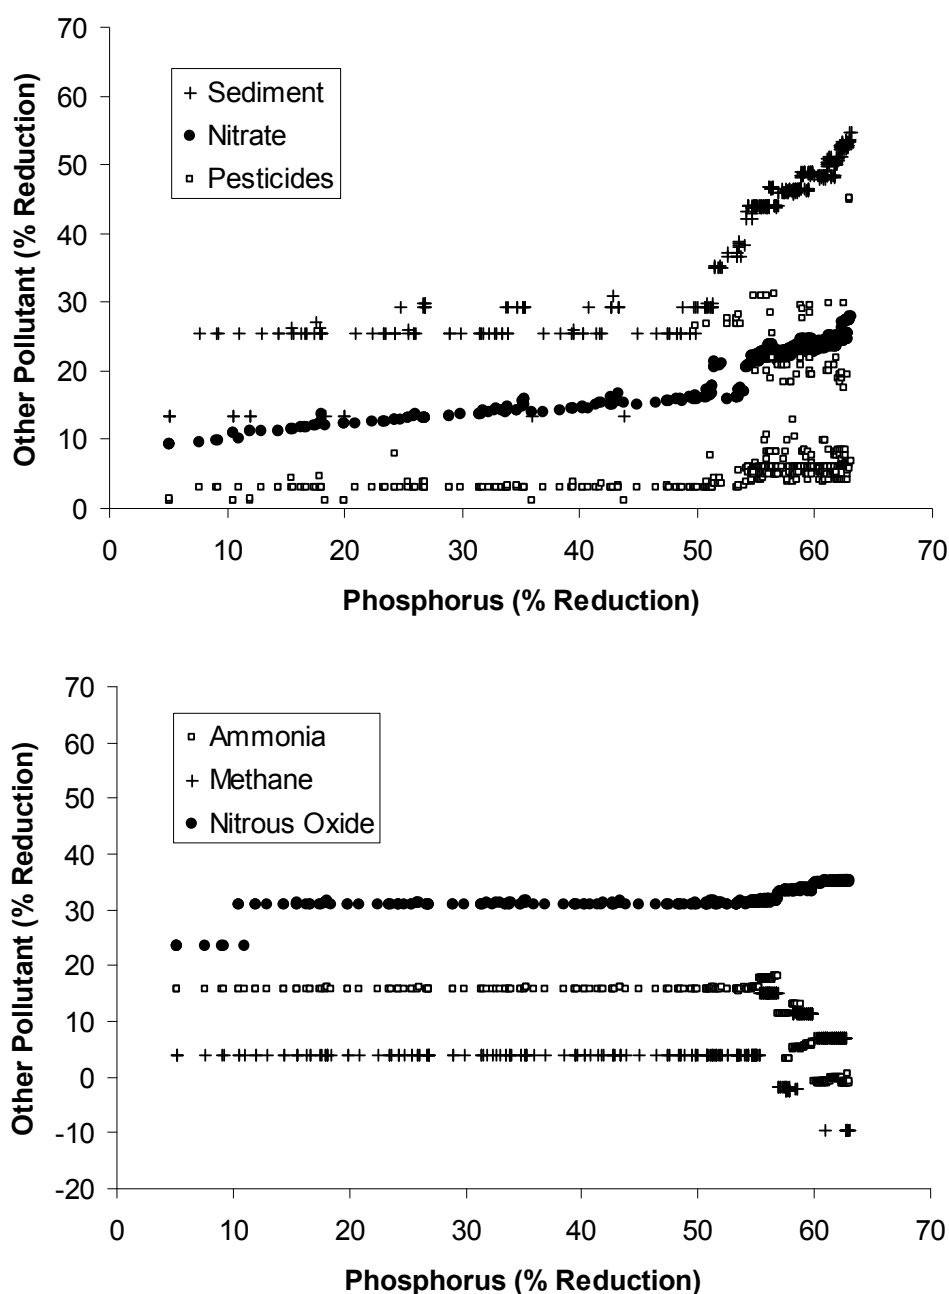 70
60
50
40
30
20
10
0
Other Pollutant (% Reduction)
Sediment
Nitrate
Pesticides
0 10 20 30 40 50 60 70
Phosphorus (% Reduction)
70
60
50
40
30
20
10
0
-10
-20
Other Pollutant (% Reduction)
Ammonia
Methane
Nitrous Oxide
0 10 20 30 40 50 60 70
Phosphorus (% Reduction)